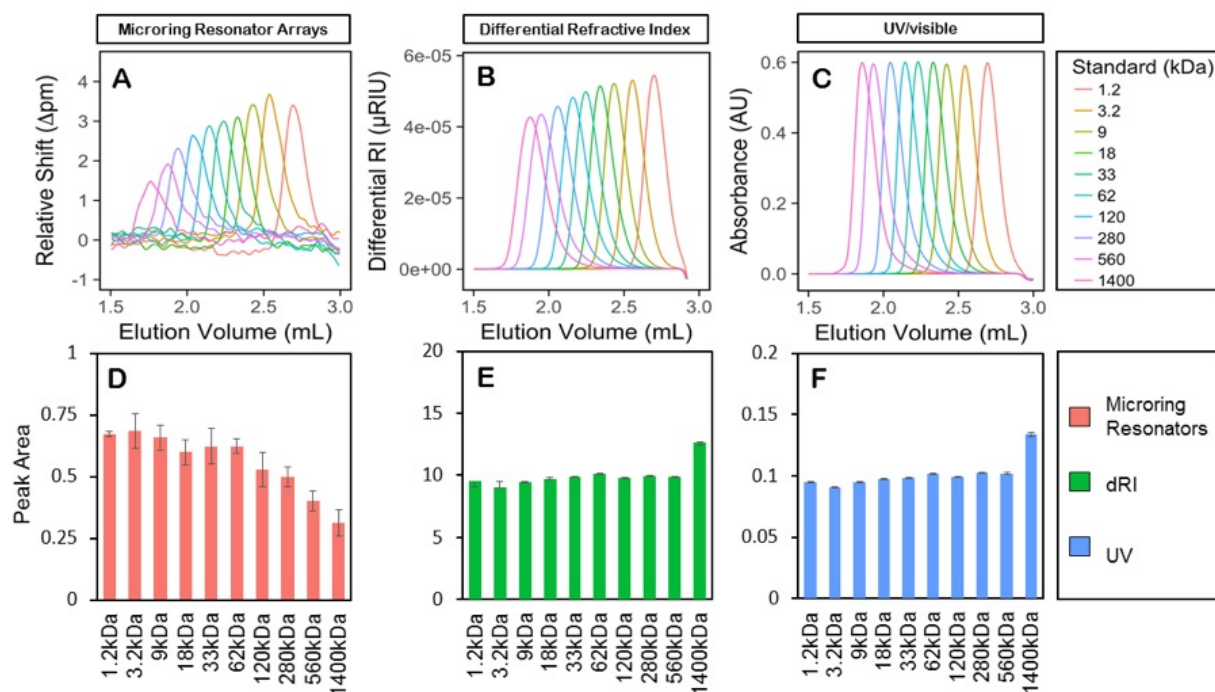 Microring Resonator Arrays
Differential Refractive Index
UV/visible
A
Relative Shift (Δpm)
4
3
2
1
0
-1
1.5 2.0 2.5 3.0
Elution Volume (mL)
B
Differential RI (μRIU)
6e-05
4e-05
2e-05
0e+00
1.5 2.0 2.5 3.0
Elution Volume (mL)
C
Absorbance (AU)
0.6
0.4
0.2
0.0
1.5 2.0 2.5 3.0
Elution Volume (mL)
Standard (kDa)
1.2
3.2
9
18
33
62
120
280
560
1400
D
Peak Area
1
0.75
0.5
0.25
0
1.2kDa
3.2kDa
9kDa
18kDa
33kDa
62kDa
120kDa
280kDa
560kDa
1400kDa
E
20
15
10
5
0
1.2kDa
3.2kDa
9kDa
18kDa
33kDa
62kDa
120kDa
280kDa
560kDa
1400kDa
F
0.2
0.15
0.1
0.05
0
1.2kDa
3.2kDa
9kDa
18kDa
33kDa
62kDa
120kDa
280kDa
560kDa
1400kDa
Microring
Resonators
dRI
UV